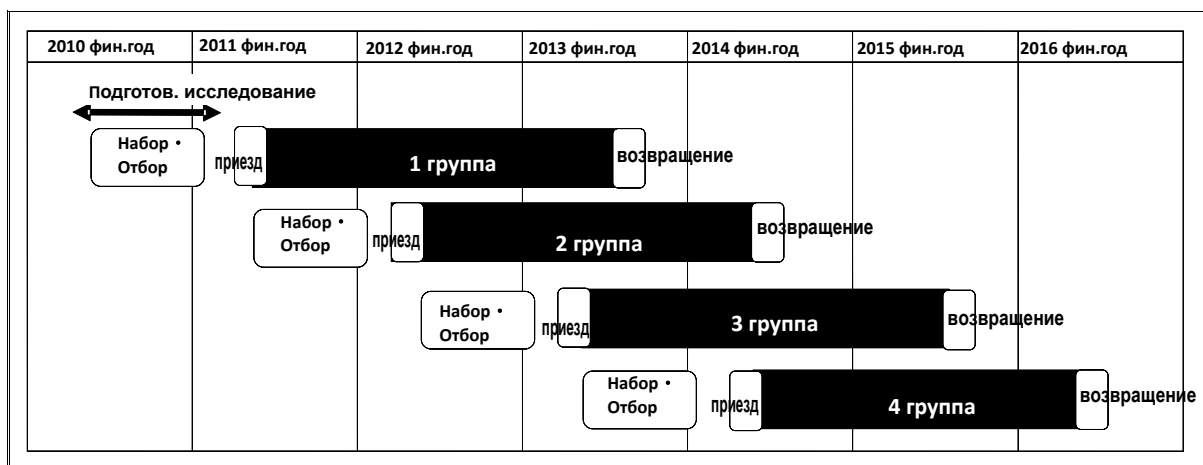 2010 фин.год 2011 фин.год 2012 фин.год 2013 фин.год 2014 фин.год 2015 фин.год 2016 фин.год
Подготов. исследование
Набор・
Отбор
приезд
1 группа
возвращение
Набор・
Отбор
приезд
2 группа
возвращение
Набор・
Отбор
приезд
3 группа
возвращение
Набор・
Отбор
приезд
4 группа
возвращение